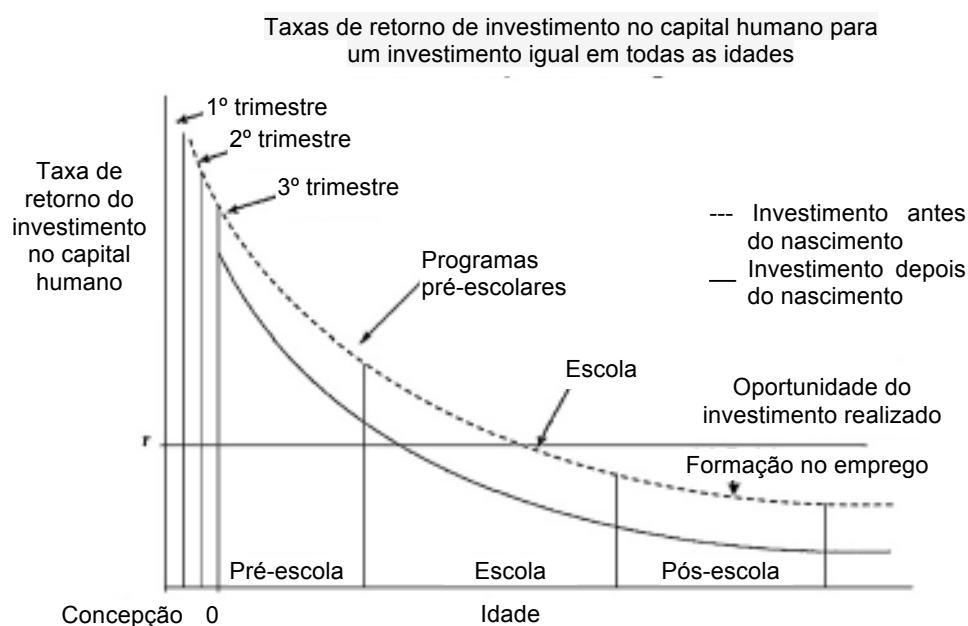 Taxas de retorno de investimento no capital humano para
um investimento igual em todas as idades
1º trimestre
2º trimestre
3º trimestre
Taxa de
retorno do
investimento
no capital
humano
--- Investimento antes
do nascimento
__ Investimento depois
do nascimento
Programas
pré-escolares
Escola
Oportunidade do
investimento realizado
r
Formação no emprego
Pré-escola
Escola
Pós-escola
Concepção 0
Idade